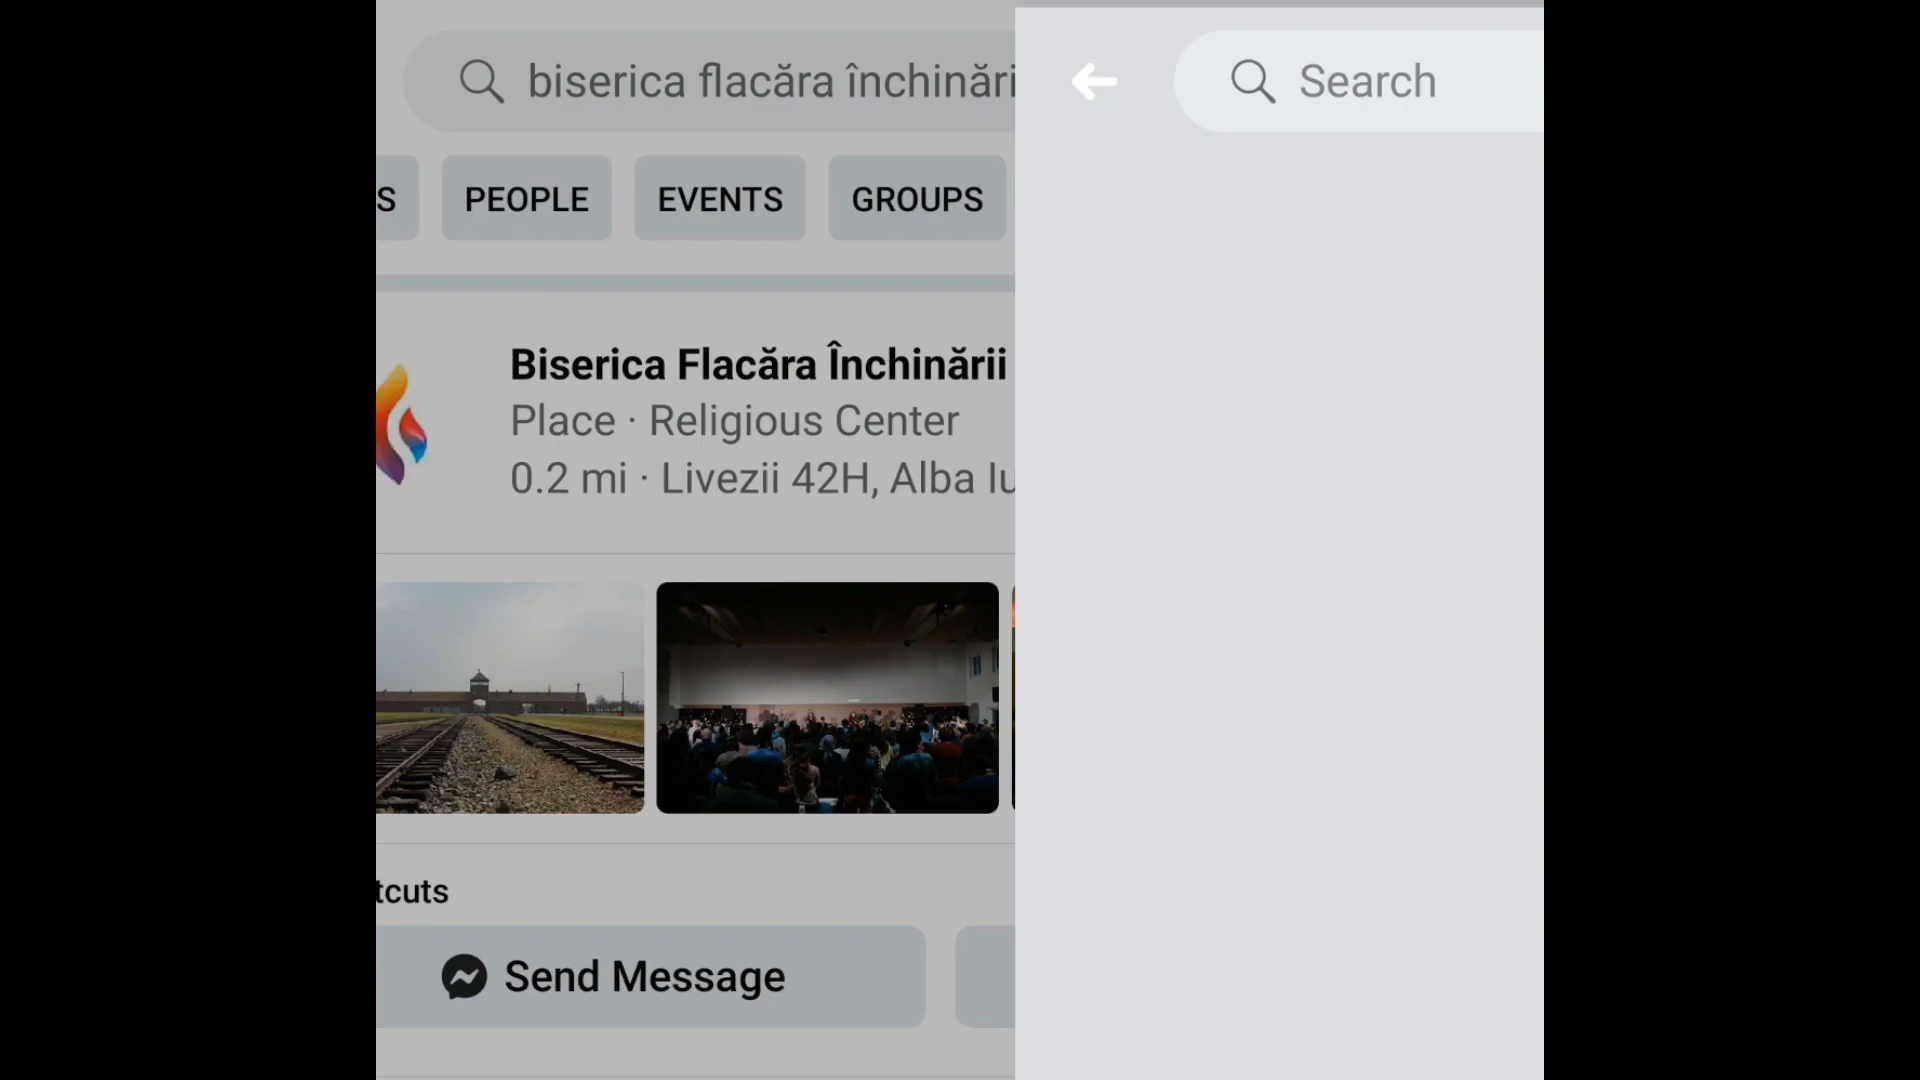 biserica flacăra închinări
Search
S
PEOPLE
EVENTS
GROUPS
Biserica Flacăra Închinării
Place · Religious Center
0.2 mi · Livezii 42H, Alba Iu
tcuts
Send Message